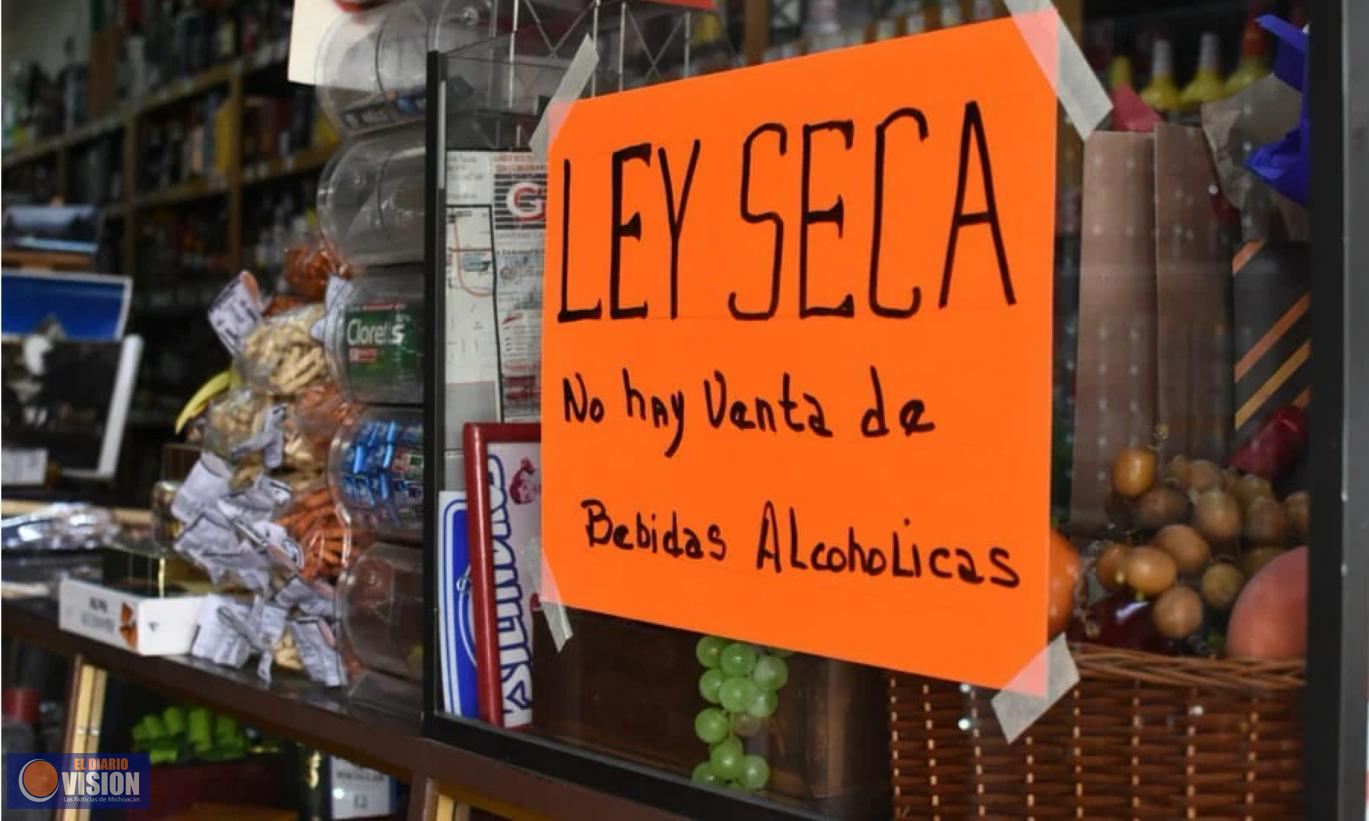 LEY SECA
No hay Venta de
Bebidas Alcoholicas
Clorets
EL DIARIO
VISION
Las Noticias de Michoacán